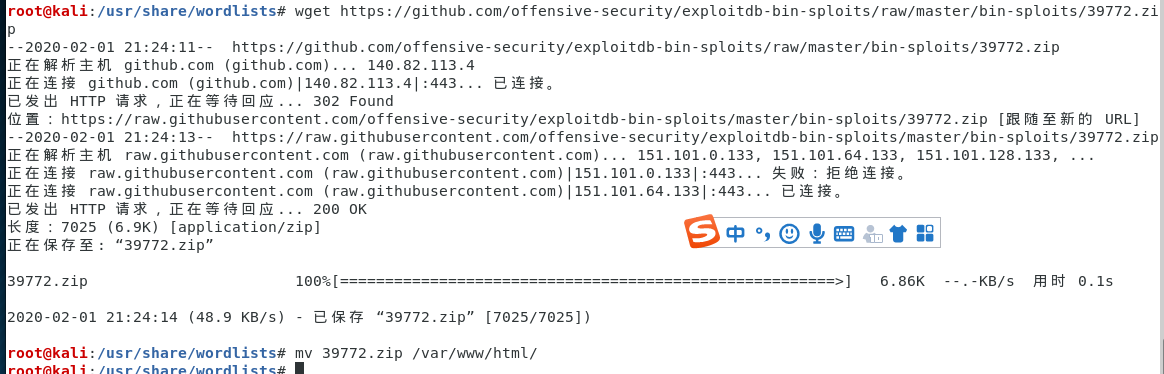 root@kali:/usr/share/wordlists# wget https://github.com/offensive-security/exploitdb-bin-sploits/raw/master/bin-sploits/39772.zi
p
--2020-02-01 21:24:11--  https://github.com/offensive-security/exploitdb-bin-sploits/raw/master/bin-sploits/39772.zip
正在解析主机 github.com (github.com)... 140.82.113.4
正在连接 github.com (github.com)|140.82.113.4|:443... 已连接。
已发出 HTTP 请求，正在等待回应... 302 Found
位置：https://raw.githubusercontent.com/offensive-security/exploitdb-bin-sploits/master/bin-sploits/39772.zip [跟随至新的 URL]
--2020-02-01 21:24:13--  https://raw.githubusercontent.com/offensive-security/exploitdb-bin-sploits/master/bin-sploits/39772.zip
正在解析主机 raw.githubusercontent.com (raw.githubusercontent.com)... 151.101.0.133, 151.101.64.133, 151.101.128.133, ...
正在连接 raw.githubusercontent.com (raw.githubusercontent.com)|151.101.0.133|:443... 失败：拒绝连接。
正在连接 raw.githubusercontent.com (raw.githubusercontent.com)|151.101.64.133|:443... 已连接。
已发出 HTTP 请求，正在等待回应... 200 OK
长度：7025 (6.9K) [application/zip]
正在保存至: “39772.zip”
S 中
39772.zip 100%[=======================================================>] 6.86K --.-KB/s 用时 0.1s
2020-02-01 21:24:14 (48.9 KB/s) - 已保存 “39772.zip” [7025/7025])
root@kali:/usr/share/wordlists# mv 39772.zip /var/www/html/
root@kali:/usr/share/wordlists#